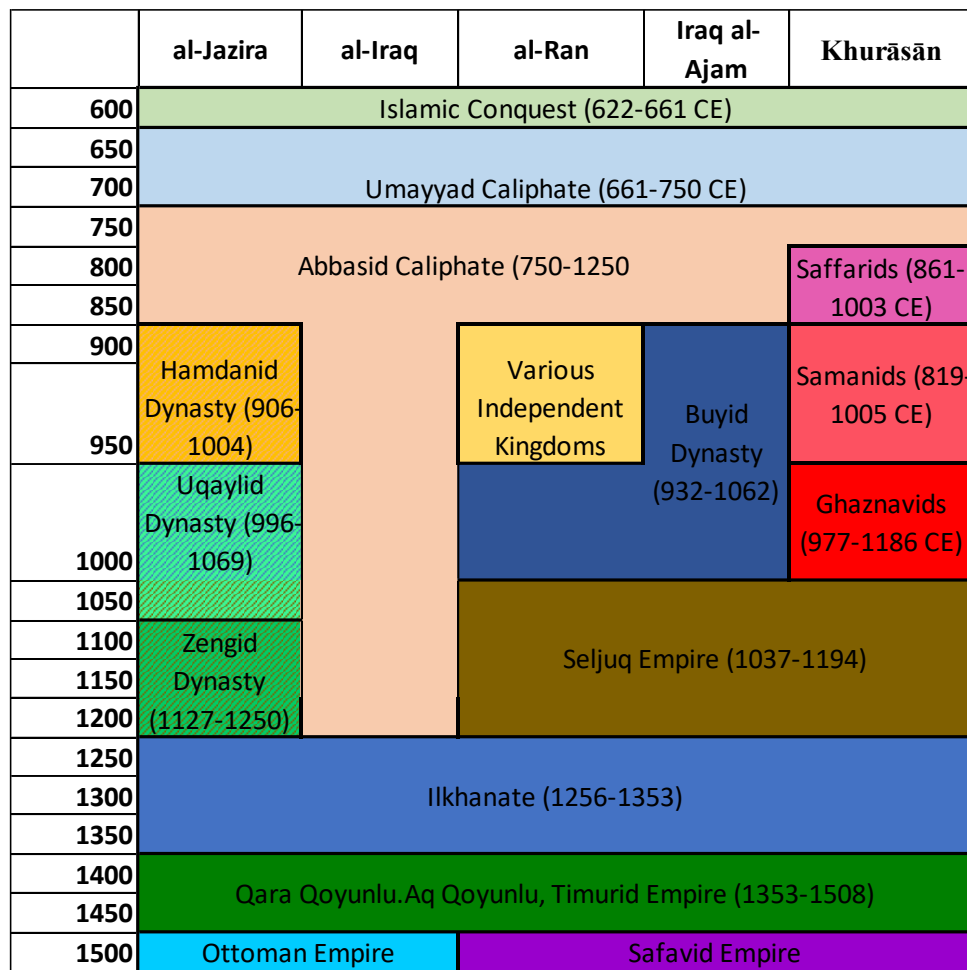 al-Jazira
al-Iraq
al-Ran
Iraq al-
Ajam
Khurāsān
600
Islamic Conquest (622-661 CE)
650
700
Umayyad Caliphate (661-750 CE)
750
800
850
Abbasid Caliphate (750-1250
Saffarids (861-
1003 CE)
900
950
Hamdanid
Dynasty (906-
1004)
Various
Independent
Kingdoms
Buyid
Dynasty
(932-1062)
Samanids (819-
1005 CE)
Uqaylid
Dynasty (996-
1069)
Ghaznavids
(977-1186 CE)
1000
1050
1100
1150
1200
Zengid
Dynasty
(1127-1250)
Seljuq Empire (1037-1194)
1250
1300
1350
Ilkhanate (1256-1353)
1400
1450
Qara Qoyunlu.Aq Qoyunlu, Timurid Empire (1353-1508)
1500
Ottoman Empire
Safavid Empire